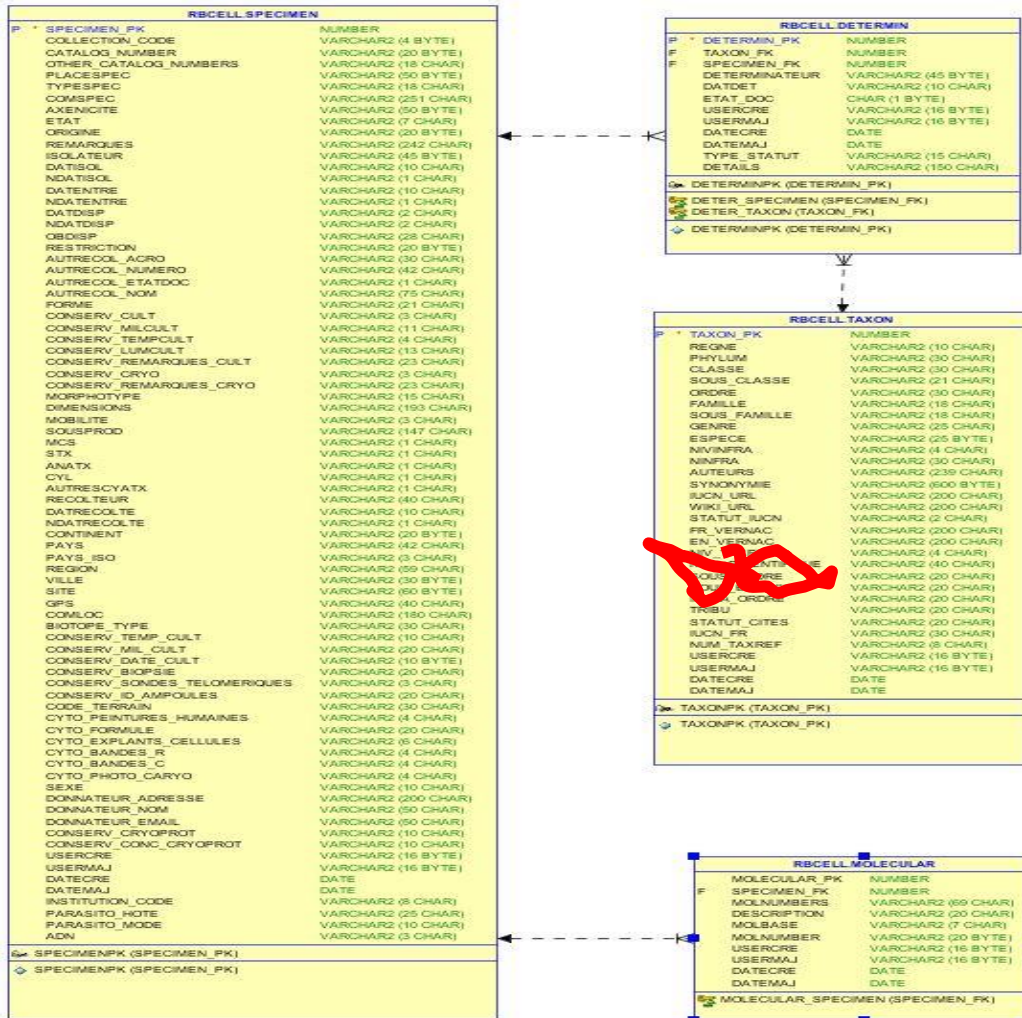 RBCELL.SPECIMEN
P * SPECIMEN_PK NUMBER
COLLECTION_CODE VARCHAR2 (4 BYTE)
CATALOG_NUMBER VARCHAR2 (20 BYTE)
OTHER_CATALOG_NUMBERS VARCHAR2 (18 CHAR)
PLACESPEC VARCHAR2 (50 BYTE)
TYPESPEC VARCHAR2 (18 CHAR)
COMSPEC VARCHAR2 (251 CHAR)
AXENICITE VARCHAR2 (50 BYTE)
ETAT VARCHAR2 (7 CHAR)
ORIGINE VARCHAR2 (20 BYTE)
REMARQUES VARCHAR2 (242 CHAR)
ISOLATEUR VARCHAR2 (45 BYTE)
DATISOL VARCHAR2 (10 CHAR)
NDATISOL VARCHAR2 (1 CHAR)
DATENTRE VARCHAR2 (10 CHAR)
NDATENTRE VARCHAR2 (1 CHAR)
DATDISP VARCHAR2 (2 CHAR)
NDATDISP VARCHAR2 (2 CHAR)
OBDISP VARCHAR2 (28 CHAR)
RESTRICTION VARCHAR2 (20 BYTE)
AUTRECOL_ACRO VARCHAR2 (30 CHAR)
AUTRECOL_NUMERO VARCHAR2 (42 CHAR)
AUTRECOL_ETATDOC VARCHAR2 (1 CHAR)
AUTRECOL_NOM VARCHAR2 (75 CHAR)
FORME VARCHAR2 (21 CHAR)
CONSERV_CULT VARCHAR2 (3 CHAR)
CONSERV_MILCULT VARCHAR2 (11 CHAR)
CONSERV_TEMPCULT VARCHAR2 (4 CHAR)
CONSERV_LUMCULT VARCHAR2 (13 CHAR)
CONSERV_REMARQUES_CULT VARCHAR2 (23 CHAR)
CONSERV_CRYO VARCHAR2 (3 CHAR)
CONSERV_REMARQUES_CRYO VARCHAR2 (23 CHAR)
MORPHOTYPE VARCHAR2 (15 CHAR)
DIMENSIONS VARCHAR2 (193 CHAR)
MOBILITE VARCHAR2 (3 CHAR)
SOUSPROD VARCHAR2 (147 CHAR)
MCS VARCHAR2 (1 CHAR)
STX VARCHAR2 (1 CHAR)
ANATX VARCHAR2 (1 CHAR)
CYL VARCHAR2 (1 CHAR)
AUTRESCYATX VARCHAR2 (1 CHAR)
RECOLTEUR VARCHAR2 (40 CHAR)
DATRECOLTE VARCHAR2 (10 CHAR)
NDATRECOLTE VARCHAR2 (1 CHAR)
CONTINENT VARCHAR2 (20 BYTE)
PAYS VARCHAR2 (42 CHAR)
PAYS_ISO VARCHAR2 (3 CHAR)
REGION VARCHAR2 (59 CHAR)
VILLE VARCHAR2 (30 BYTE)
SITE VARCHAR2 (60 BYTE)
GPS VARCHAR2 (40 CHAR)
COMLOC VARCHAR2 (180 CHAR)
BIOTOPE_TYPE VARCHAR2 (30 CHAR)
CONSERV_TEMP_CULT VARCHAR2 (10 CHAR)
CONSERV_MIL_CULT VARCHAR2 (20 CHAR)
CONSERV_DATE_CULT VARCHAR2 (10 BYTE)
CONSERV_BIOPSIE VARCHAR2 (20 CHAR)
CONSERV_SONDES_TELOMERIQUES VARCHAR2 (3 CHAR)
CONSERV_ID_AMPOULES VARCHAR2 (20 CHAR)
CODE_TERRAIN VARCHAR2 (30 CHAR)
CYTO_PEINTURES_HUMAINES VARCHAR2 (4 CHAR)
CYTO_FORMULE VARCHAR2 (20 CHAR)
CYTO_EXPLANTS_CELLULES VARCHAR2 (6 CHAR)
CYTO_BANDES_R VARCHAR2 (4 CHAR)
CYTO_BANDES_C VARCHAR2 (4 CHAR)
CYTO_PHOTO_CARYO VARCHAR2 (4 CHAR)
SEXE VARCHAR2 (10 CHAR)
DONNATEUR_ADRESSE VARCHAR2 (200 CHAR)
DONNATEUR_NOM VARCHAR2 (50 CHAR)
DONNATEUR_EMAIL VARCHAR2 (50 CHAR)
CONSERV_CRYOPROT VARCHAR2 (10 CHAR)
CONSERV_CONC_CRYOPROT VARCHAR2 (10 CHAR)
USERCRE VARCHAR2 (16 BYTE)
USERMAJ VARCHAR2 (16 BYTE)
DATECRE DATE
DATEMAJ DATE
INSTITUTION_CODE VARCHAR2 (8 CHAR)
PARASITO_HOTE VARCHAR2 (25 CHAR)
PARASITO_MODE VARCHAR2 (10 CHAR)
ADN VARCHAR2 (3 CHAR)
SPECIMENPK (SPECIMEN_PK)
SPECIMENPK (SPECIMEN_PK)
RBCELL.DETERMIN
P * DETERMIN_PK NUMBER
F TAXON_FK NUMBER
F SPECIMEN_FK NUMBER
DETERMINATEUR VARCHAR2 (45 BYTE)
DATDET VARCHAR2 (10 CHAR)
ETAT_DOC CHAR (1 BYTE)
USERCRE VARCHAR2 (16 BYTE)
USERMAJ VARCHAR2 (16 BYTE)
DATECRE DATE
DATEMAJ DATE
TYPE_STATUT VARCHAR2 (15 CHAR)
DETAILS VARCHAR2 (150 CHAR)
DETERMINPK (DETERMIN_PK)
DETER_SPECIMEN (SPECIMEN_FK)
DETER_TAXON (TAXON_FK)
DETERMINPK (DETERMIN_PK)
RBCELL.TAXON
P * TAXON_PK NUMBER
REGNE VARCHAR2 (10 CHAR)
PHYLUM VARCHAR2 (30 CHAR)
CLASSE VARCHAR2 (30 CHAR)
SOUS_CLASSE VARCHAR2 (21 CHAR)
ORDRE VARCHAR2 (30 CHAR)
FAMILLE VARCHAR2 (18 CHAR)
SOUS_FAMILLE VARCHAR2 (18 CHAR)
GENRE VARCHAR2 (25 CHAR)
ESPECE VARCHAR2 (25 BYTE)
NIVINFRA VARCHAR2 (4 CHAR)
NINFRA VARCHAR2 (30 CHAR)
AUTEURS VARCHAR2 (239 CHAR)
SYNONYMIE VARCHAR2 (600 BYTE)
IUCN_URL VARCHAR2 (200 CHAR)
WIKI_URL VARCHAR2 (200 CHAR)
STATUT_IUCN VARCHAR2 (2 CHAR)
FR_VERNAC VARCHAR2 (200 CHAR)
EN_VERNAC VARCHAR2 (200 CHAR)
VARCHAR2 (4 CHAR)
VARCHAR2 (40 CHAR)
VARCHAR2 (20 CHAR)
VARCHAR2 (20 CHAR)
VARCHAR2 (20 CHAR)
TRIBU VARCHAR2 (20 CHAR)
STATUT_CITES VARCHAR2 (20 CHAR)
IUCN_FR VARCHAR2 (30 CHAR)
NUM_TAXREF VARCHAR2 (8 CHAR)
USERCRE VARCHAR2 (16 BYTE)
USERMAJ VARCHAR2 (16 BYTE)
DATECRE DATE
DATEMAJ DATE
TAXONPK (TAXON_PK)
TAXONPK (TAXON_PK)
RBCELL.MOLECULAR
MOLECULAR_PK NUMBER
F SPECIMEN_FK NUMBER
MOLNUMBERS VARCHAR2 (69 CHAR)
DESCRIPTION VARCHAR2 (20 CHAR)
MOLBASE VARCHAR2 (7 CHAR)
MOLNUMBER VARCHAR2 (20 BYTE)
USERCRE VARCHAR2 (16 BYTE)
USERMAJ VARCHAR2 (16 BYTE)
DATECRE DATE
DATEMAJ DATE
MOLECULAR_SPECIMEN (SPECIMEN_FK)